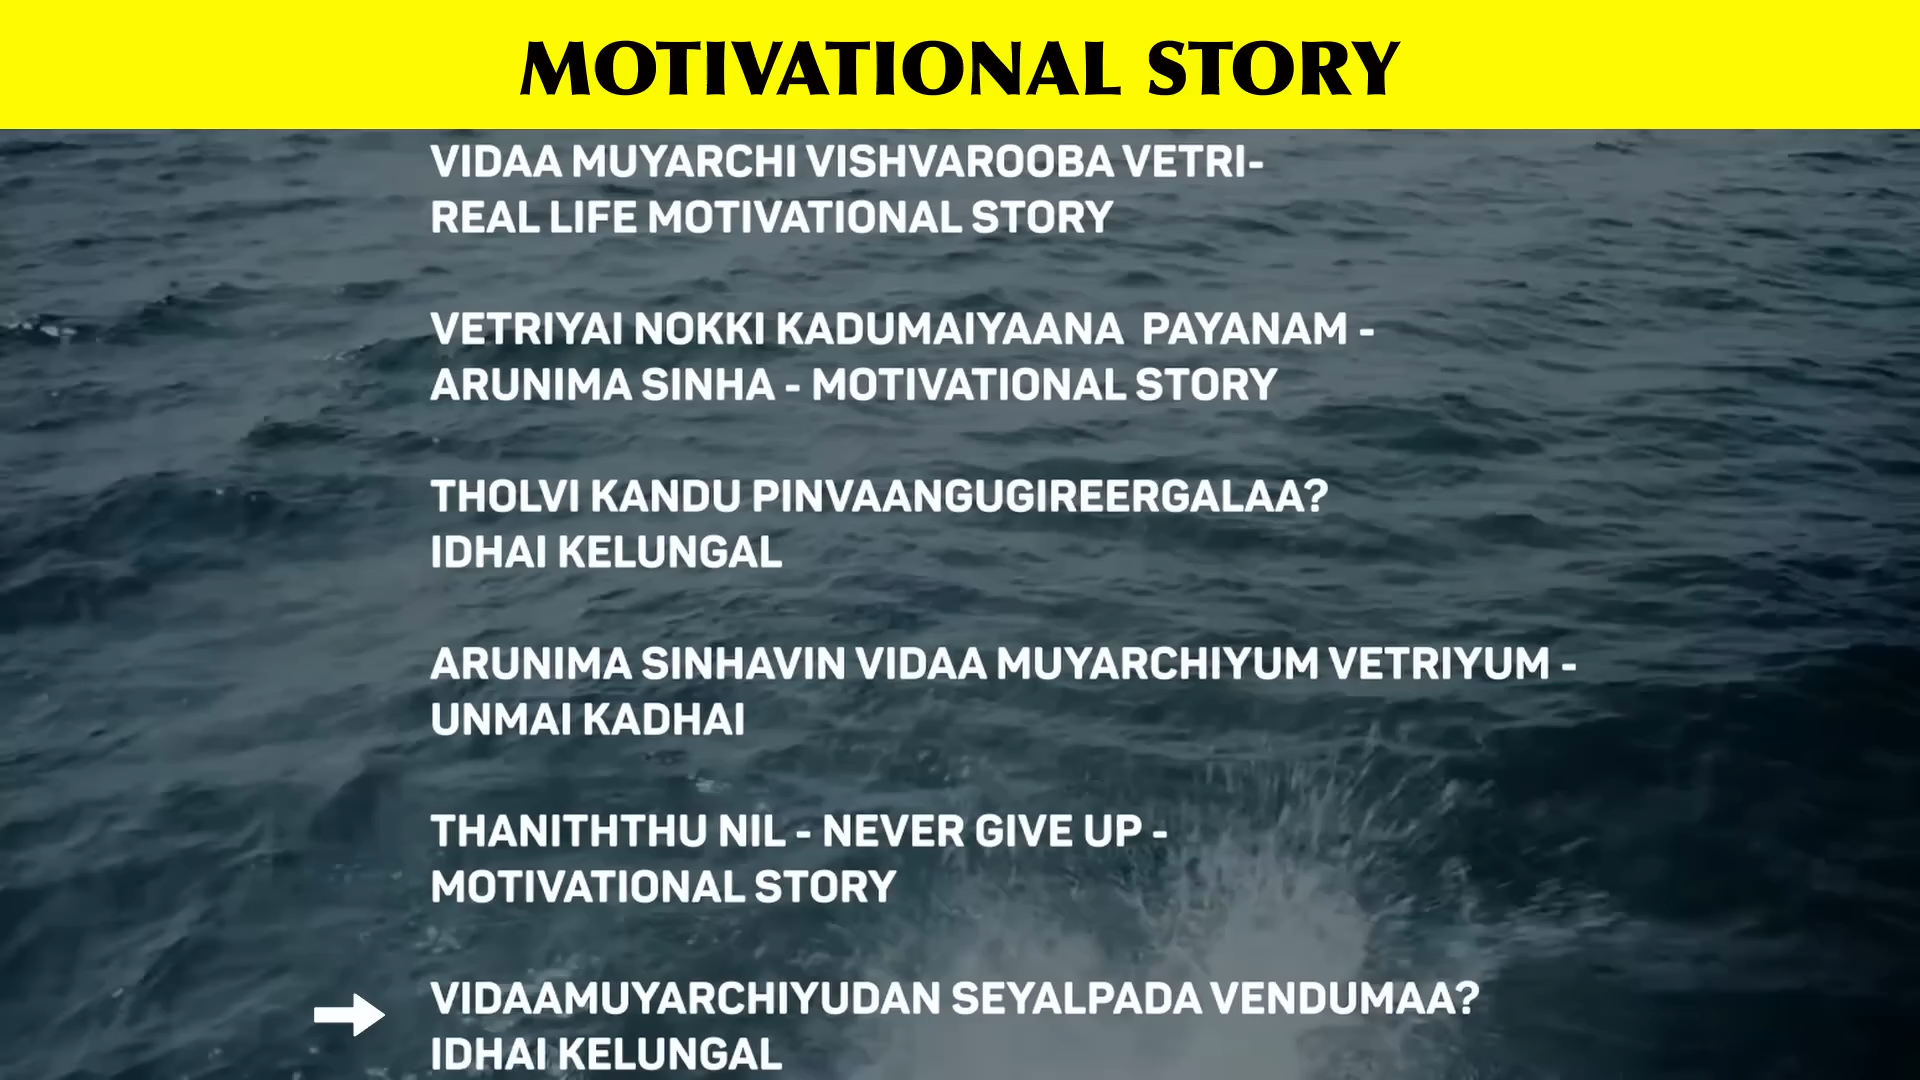 MOTIVATIONAL STORY
VIDAA MUYARCHI VISHVAROOBA VETRI-
REAL LIFE MOTIVATIONAL STORY
VETRIYAI NOKKI KADUMAIYAANA PAYANAM -
ARUNIMA SINHA - MOTIVATIONAL STORY
THOLVI KANDU PINVAANGUGIREERGALAA?
IDHAI KELUNGAL
ARUNIMA SINHAVIN VIDAA MUYARCHIYUM VETRIYUM -
UNMAI KADHAI
THANITHTHU NIL - NEVER GIVE UP -
MOTIVATIONAL STORY
VIDAAMUYARCHIYUDAN SEYALPADA VENDUMAA?
IDHAI KELUNGAL